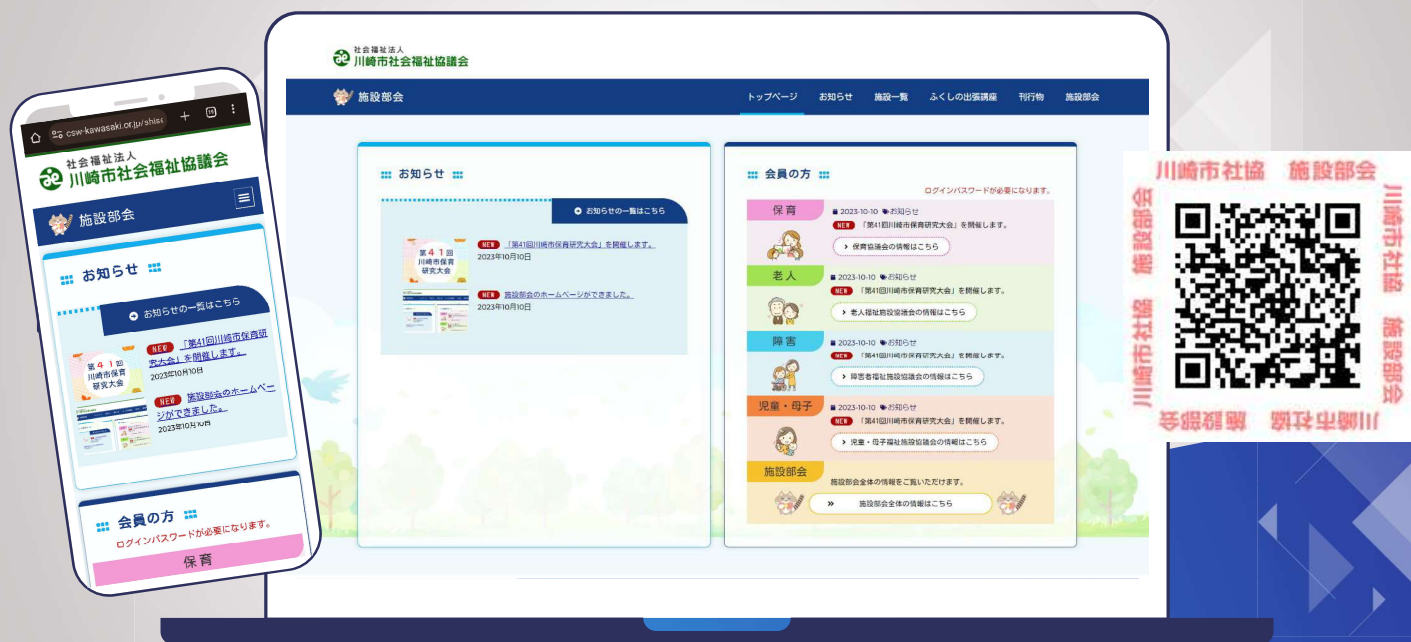 csw-kawasaki.or.jp/shis
社会福祉法人
川崎市社会福祉協議会
施設部会
お知らせ
お知らせの一覧はこちら
第41回
川崎市保育
研究大会
NEW 「第41回川崎市保育研
究大会」を開催します。
2023年10月10日
NEW 施設部会のホームペー
ジができました。
2023年10月10日
会員の方
ログインパスワードが必要になります。
保育
社会福祉法人
川崎市社会福祉協議会
施設部会
トップページ お知らせ 施設一覧 ふくしの出張講座 刊行物 施設部会
お知らせ
お知らせの一覧はこちら
第41回
川崎市保育
研究大会
NEW 「第41回川崎市保育研究大会」を開催します。
2023年10月10日
NEW 施設部会のホームページができました。
2023年10月10日
会員の方
ログインパスワードが必要になります。
保育
2023-10-10 お知らせ
NEW 「第41回川崎市保育研究大会」を開催します。
保育協議会の情報はこちら
老人
2023-10-10 お知らせ
NEW 「第41回川崎市保育研究大会」を開催します。
老人福祉施設協議会の情報はこちら
障害
2023-10-10 お知らせ
NEW 「第41回川崎市保育研究大会」を開催します。
障害者福祉施設協議会の情報はこちら
児童・母子
2023-10-10 お知らせ
NEW 「第41回川崎市保育研究大会」を開催します。
児童・母子福祉施設協議会の情報はこちら
施設部会
施設部会全体の情報をご覧いただけます。
施設部会全体の情報はこちら
川崎市社協 施設部会
川崎市社協 施設部会
川崎市社協 施設部会
川崎市社協 施設部会